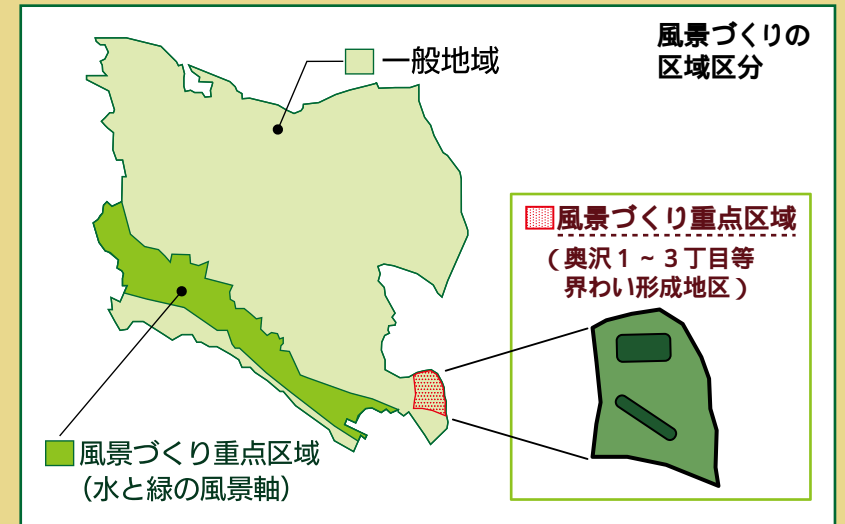 風景づくりの
区域区分
一般地域
風景づくり重点区域
(奥沢1~3丁目等
界わい形成地区)
風景づくり重点区域
(水と緑の風景軸)